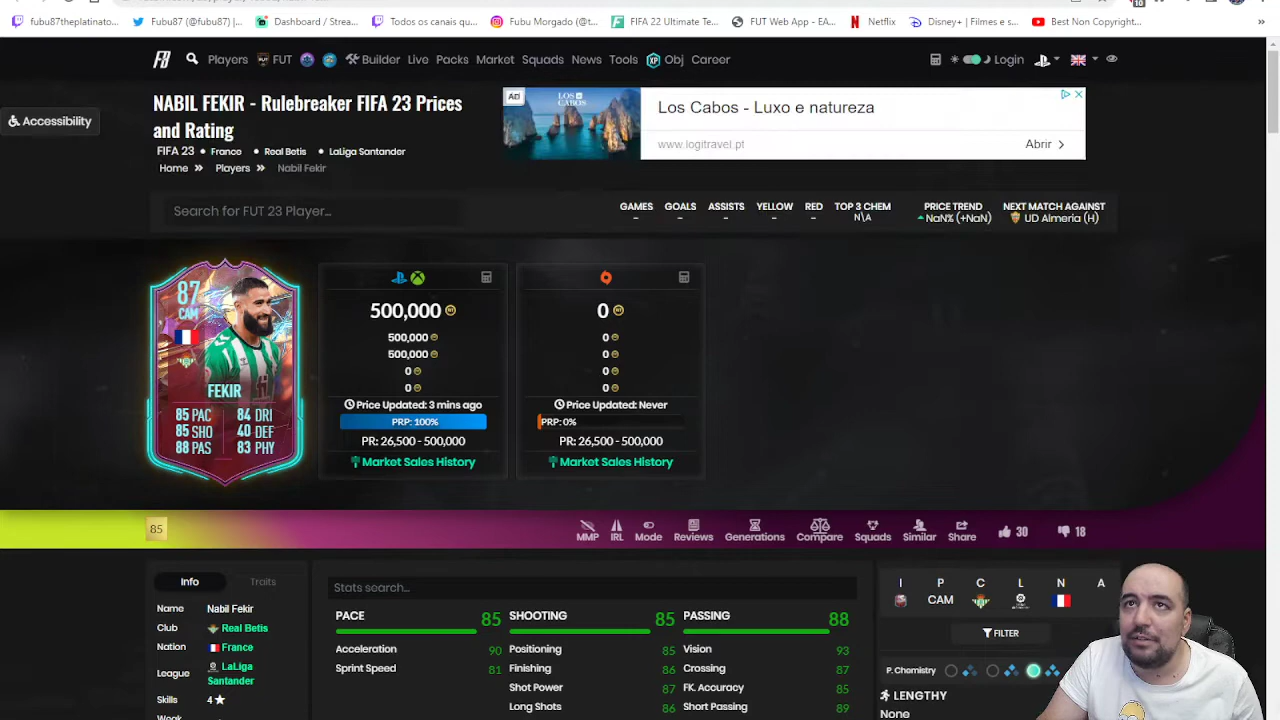 fubu87theplatinato...
Fubu87 (@fubu87)
Dashboard / Strea...
Todos os canais qu...
Fubu Morgado (@t...
FIFA 22 Ultimate Te...
FUT Web App - EA...
Netflix
Disney+ | Filmes e s...
Best Non Copyright...
10
F8 Players FUT Builder Live Packs Market Squads News Tools XP Obj Career Login
Accessibility
NABIL FEKIR - Rulebreaker FIFA 23 Prices
and Rating
FIFA 23 • France • Real Betis • LaLiga Santander
Home » Players » Nabil Fekir
Ad
LOS CABOS
Los Cabos - Luxo e natureza
www.logitravel.pt
Abrir >
Search for FUT 23 Player...
GAMES GOALS ASSISTS YELLOW RED TOP 3 CHEM PRICE TREND NEXT MATCH AGAINST
- - - - - N/A NaN% (+NaN) UD Almeria (H)
87
CAM
FEKIR
85 PAC 84 DRI
85 SHO 40 DEF
88 PAS 83 PHY
500,000
500,000
500,000
0
0
Price Updated: 3 mins ago
PRP: 100%
PR: 26,500 - 500,000
Market Sales History
0
0
0
0
0
Price Updated: Never
PRP: 0%
PR: 26,500 - 500,000
Market Sales History
85
MMP IRL Mode Reviews Generations Compare Squads Similar Share 30 18
Info Traits
Name Nabil Fekir
Club Real Betis
Nation France
League LaLiga
Santander
Skills 4★
Weak
Stats search...
PACE 85
Acceleration 90
Sprint Speed 81
SHOOTING 85
Positioning 85
Finishing 86
Shot Power 87
Long Shots 86
PASSING 88
Vision 93
Crossing 87
FK. Accuracy 85
Short Passing 89
I P C L N A
CAM
FILTER
P. Chemistry
LENGTHY
None